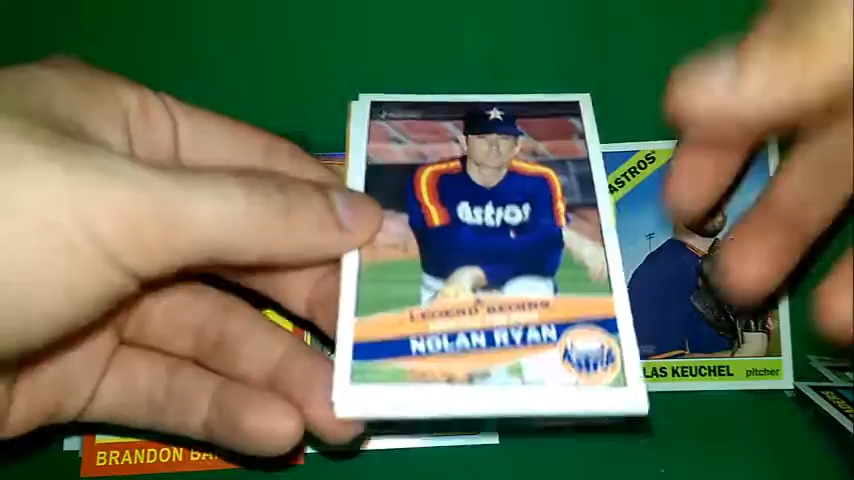 Astros
LEGEND BEGINS
NOLAN RYAN
ASTROS
LAS KEUCHEL
pitcher
BRANDON BA